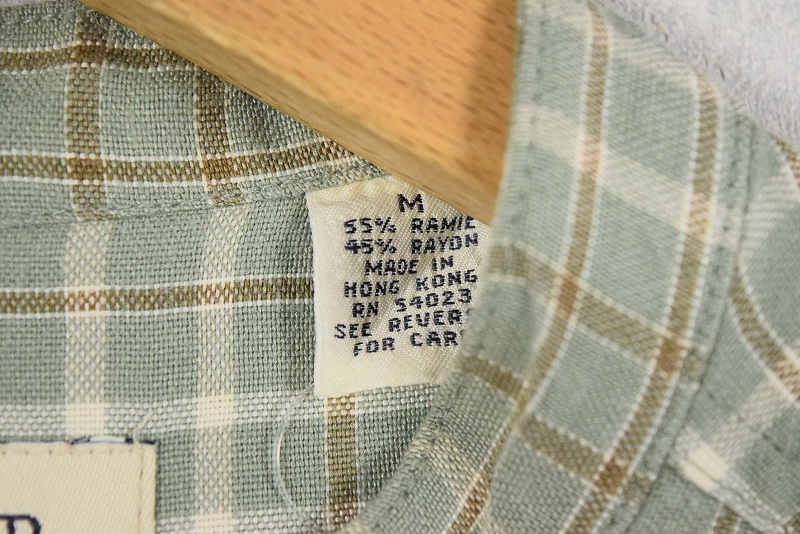 M
55% RAMIE
45% RAYON
MADE IN
HONG KONG
RN 54023
SEE REVERS
FOR CAR